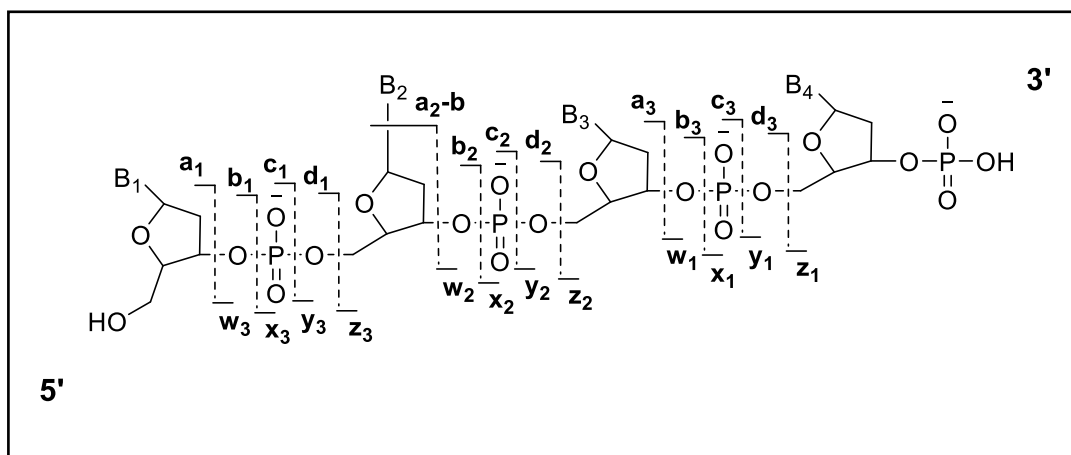 3'
B₂
a₂-b
B₃
a₃
b₃
c₃
d₃
B₄
O⁻
O
P
OH
O
b₂
c₂
d₂
O⁻
O⁻
B₁
a₁
b₁
c₁
d₁
O⁻
O
O
O
O
P
O
O
O
P
O
O
O
P
O
O
O
O
w₃
x₃
y₃
z₃
w₂
x₂
y₂
z₂
w₁
x₁
y₁
z₁
HO
5'